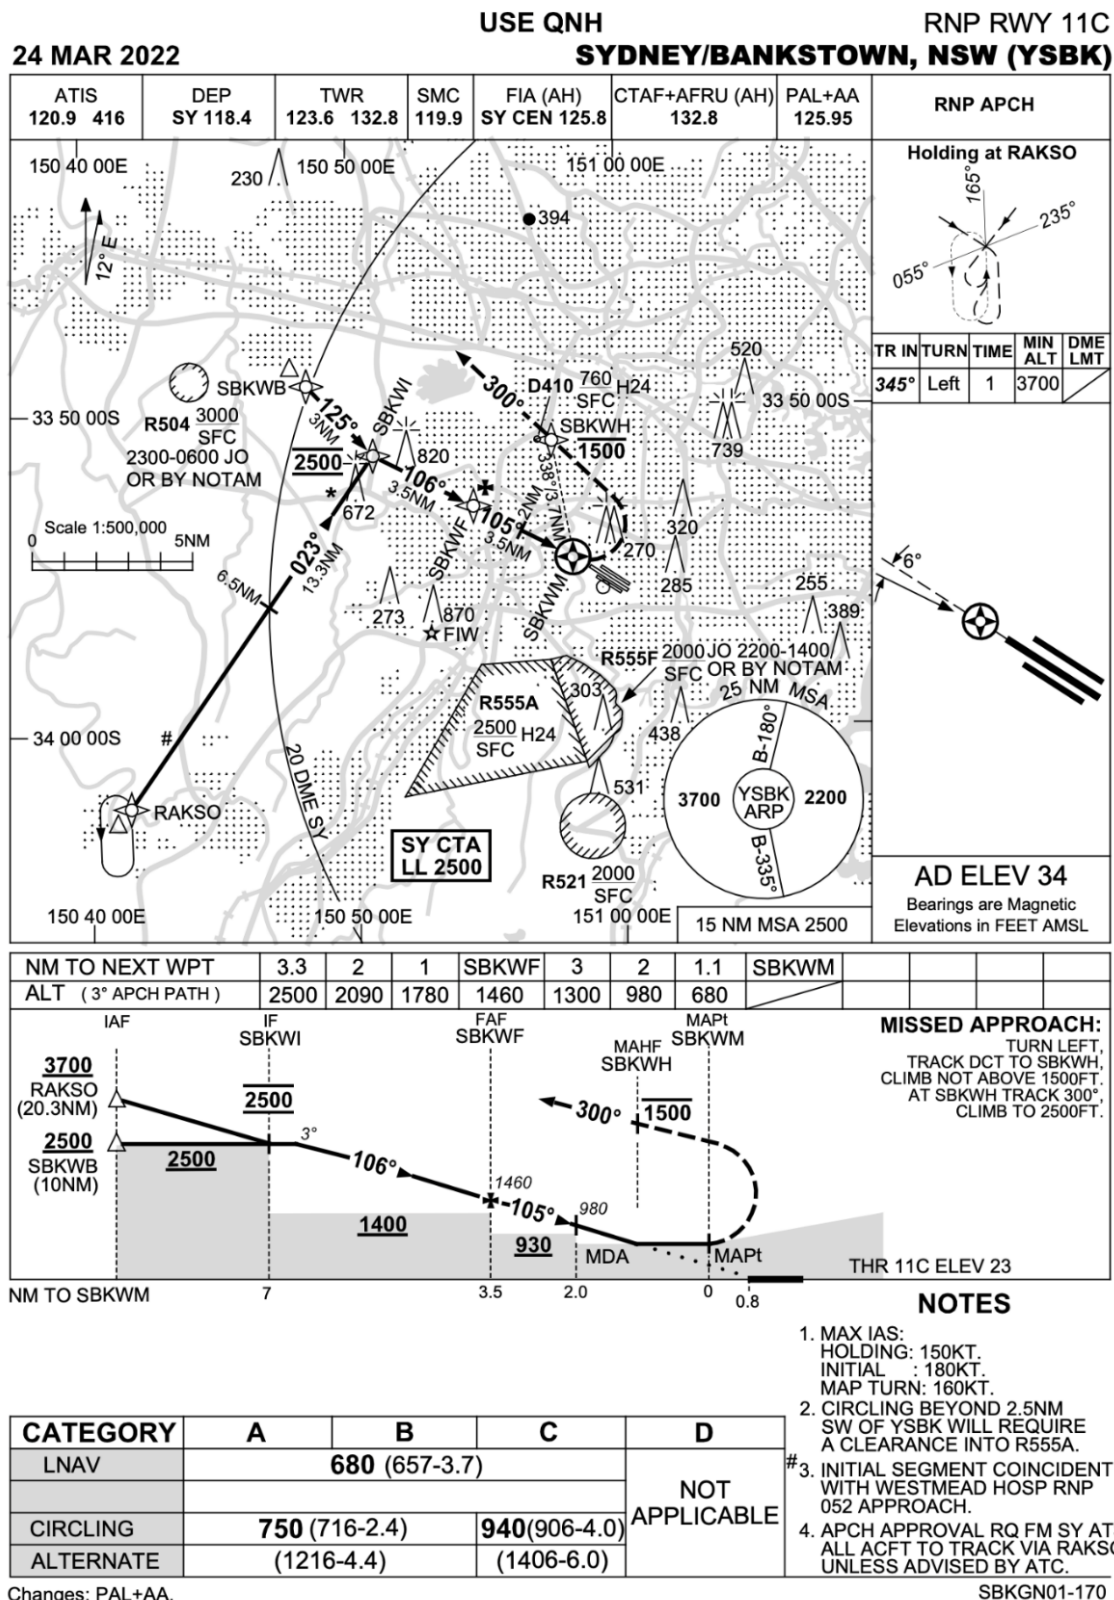 USE QNH
RNP RWY 11C
24 MAR 2022
SYDNEY/BANKSTOWN, NSW (YSBK)
ATIS
120.9 416
DEP
SY 118.4
TWR
123.6 132.8
SMC
119.9
FIA (AH)
SY CEN 125.8
CTAF+AFRU (AH)
132.8
PAL+AA
125.95
RNP APCH
150 40 00E
150 50 00E
151 00 00E
230
394
12° E
Holding at RAKSO
165°
235°
055°
TR IN TURN TIME MIN ALT DME LMT
345° Left 1 3700
520
SBKWB
125°
3NM
SBKWI
300°
D410 760 H24
SFC
SBKWH
1500
33 50 00S
33 50 00S
739
R504 3000
SFC
2300-0600 JO
OR BY NOTAM
2500
820
106°
3.5NM
*
672
338°/3.7NM
2NM
105°
3.5NM
SBKWF
320
270
285
Scale 1:500,000
0 5NM
023°
13.3NM
6.5NM
SBKWM
273
870
FIW
255
389
6°
R555F 2000 JO 2200-1400
SFC OR BY NOTAM
25 NM MSA
R555A
2500 H24
SFC
303
438
B-180°
3700
YSBK
ARP
2200
B-335°
34 00 00S
#
20 DME SY
RAKSO
531
SY CTA
LL 2500
R521 2000
SFC
150 40 00E
150 50 00E
151 00 00E
15 NM MSA 2500
AD ELEV 34
Bearings are Magnetic
Elevations in FEET AMSL
NM TO NEXT WPT 3.3 2 1 SBKWF 3 2 1.1 SBKWM
ALT ( 3° APCH PATH ) 2500 2090 1780 1460 1300 980 680
IAF
IF
SBKWI
FAF
SBKWF
MAHF
SBKWH
MAPt
SBKWM
MISSED APPROACH:
TURN LEFT,
TRACK DCT TO SBKWH,
CLIMB NOT ABOVE 1500FT.
AT SBKWH TRACK 300°,
CLIMB TO 2500FT.
3700
RAKSO
(20.3NM)
2500
2500
SBKWB
(10NM)
2500
3°
106°
1400
1460
105°
930
980
300°
1500
MDA
MAPt
THR 11C ELEV 23
NM TO SBKWM 7 3.5 2.0 0 0.8
NOTES
1. MAX IAS:
HOLDING: 150KT.
INITIAL : 180KT.
MAP TURN: 160KT.
2. CIRCLING BEYOND 2.5NM
SW OF YSBK WILL REQUIRE
A CLEARANCE INTO R555A.
#3. INITIAL SEGMENT COINCIDENT
WITH WESTMEAD HOSP RNP
052 APPROACH.
4. APCH APPROVAL RQ FM SY AT
ALL ACFT TO TRACK VIA RAKSO
UNLESS ADVISED BY ATC.
CATEGORY A B C D
LNAV 680 (657-3.7)
NOT
APPLICABLE
CIRCLING 750 (716-2.4) 940(906-4.0)
ALTERNATE (1216-4.4) (1406-6.0)
Changes: PAL+AA.
SBKGN01-170